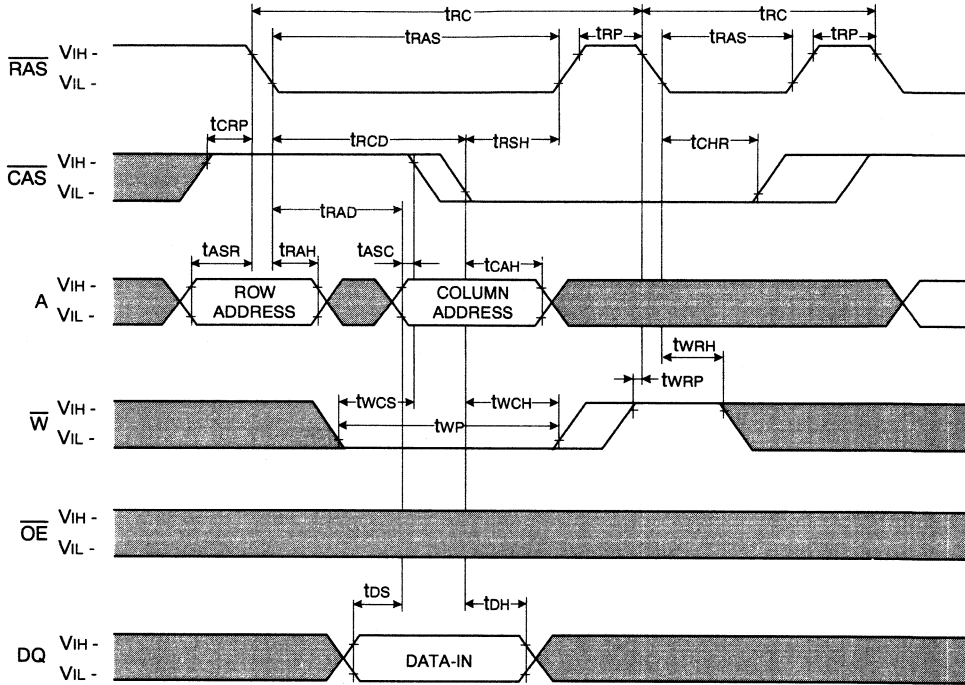 tRC tRC
tRAS tRP tRAS tRP
RAS VIH -
VIL -
tCRP tRCD tRSH tCHR
CAS VIH -
VIL -
tRAD
tASR tRAH tASC tCAH
A VIH -
VIL -
ROW ADDRESS
COLUMN ADDRESS
tWRH
tWRP
tWCS tWCH
tWP
W VIH -
VIL -
OE VIH -
VIL -
tDS tDH
DQ VIH -
VIL -
DATA-IN